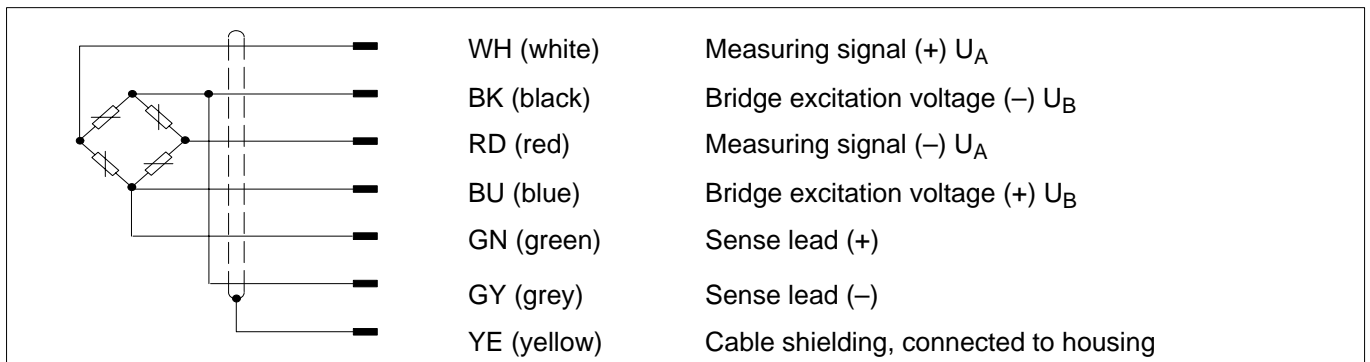 WH (white) Measuring signal (+) U_A
BK (black) Bridge excitation voltage (–) U_B
RD (red) Measuring signal (–) U_A
BU (blue) Bridge excitation voltage (+) U_B
GN (green) Sense lead (+)
GY (grey) Sense lead (–)
YE (yellow) Cable shielding, connected to housing